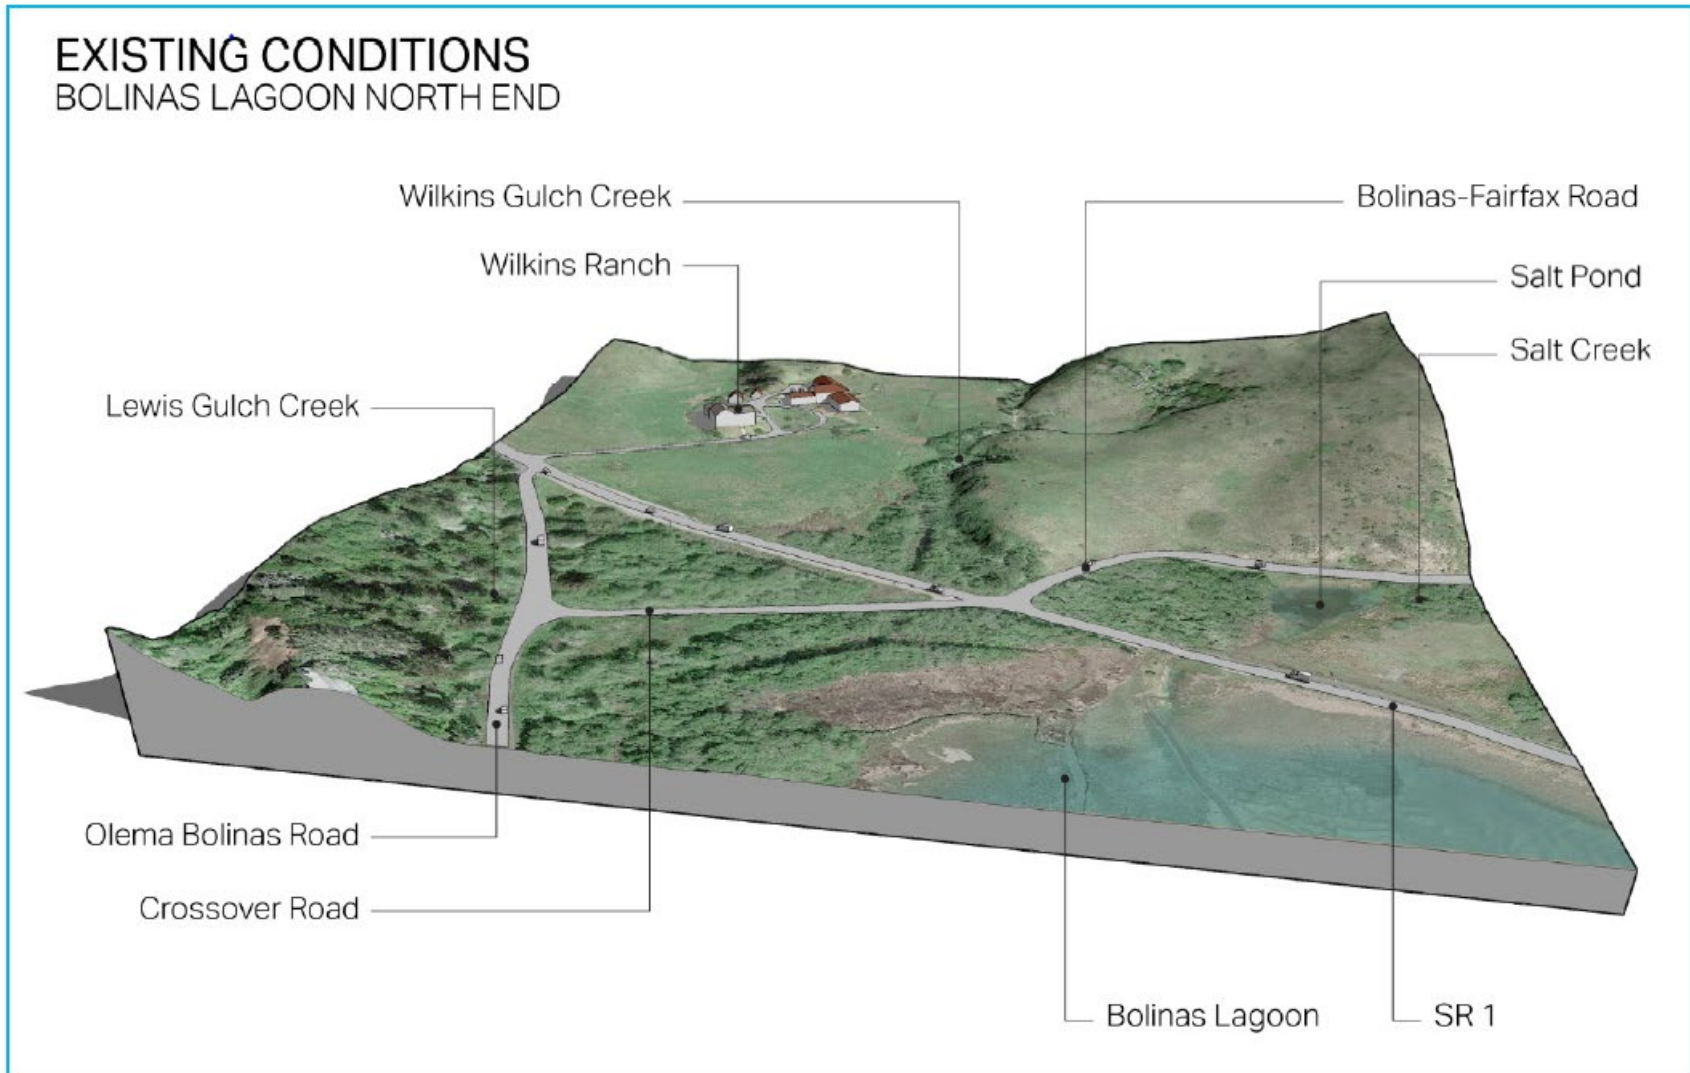 EXISTING CONDITIONS
BOLINAS LAGOON NORTH END
Wilkins Gulch Creek
Bolinas-Fairfax Road
Wilkins Ranch
Salt Pond
Salt Creek
Lewis Gulch Creek
Olema Bolinas Road
Crossover Road
Bolinas Lagoon
SR 1